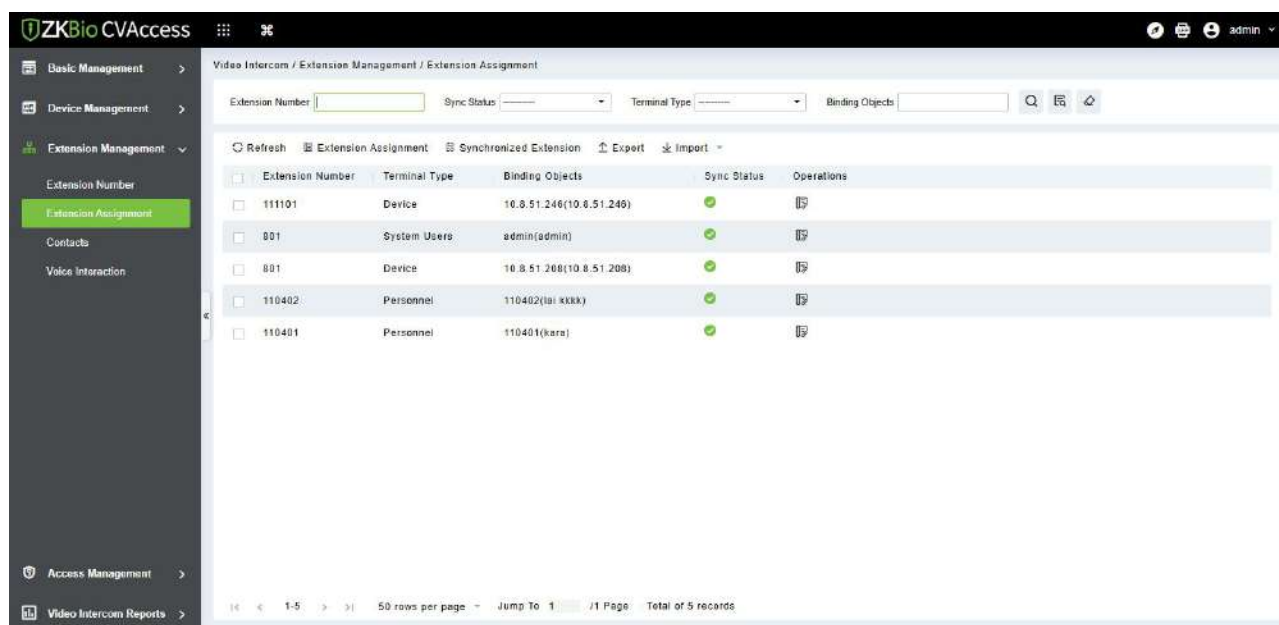 ZKBio CVAccess
admin
Basic Management
Device Management
Extension Management
Extension Number
Extension Assignment
Contacts
Voice Interaction
Access Management
Video Intercom Reports
Video Intercom / Extension Management / Extension Assignment
Extension Number Sync Status --------- Terminal Type --------- Binding Objects
Refresh Extension Assignment Synchronized Extension Export Import
Extension Number Terminal Type Binding Objects Sync Status Operations
111101 Device 10.8.51.246(10.8.51.246)
801 System Users admin(admin)
801 Device 10.8.51.208(10.8.51.208)
110402 Personnel 110402(lai kkkk)
110401 Personnel 110401(kara)
1-5 50 rows per page Jump To 1 /1 Page Total of 5 records